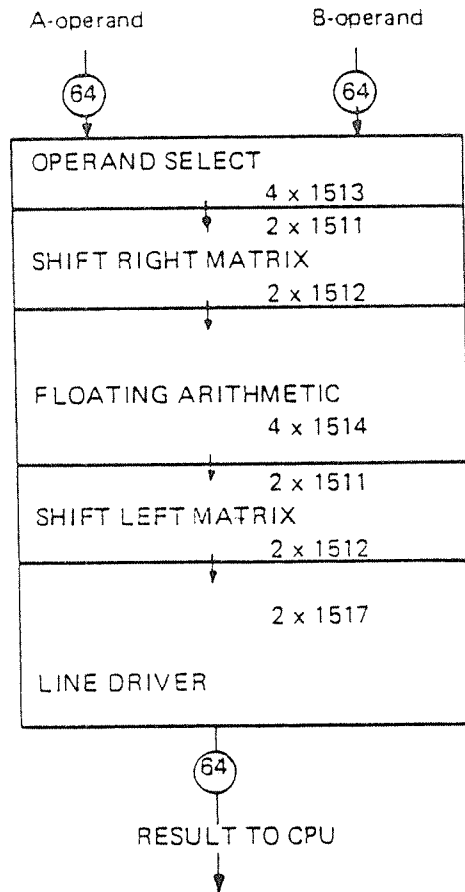 A-operand B-operand
64 64
OPERAND SELECT
4 x 1513
2 x 1511
SHIFT RIGHT MATRIX
2 x 1512
FLOATING ARITHMETIC
4 x 1514
2 x 1511
SHIFT LEFT MATRIX
2 x 1512
2 x 1517
LINE DRIVER
64
RESULT TO CPU